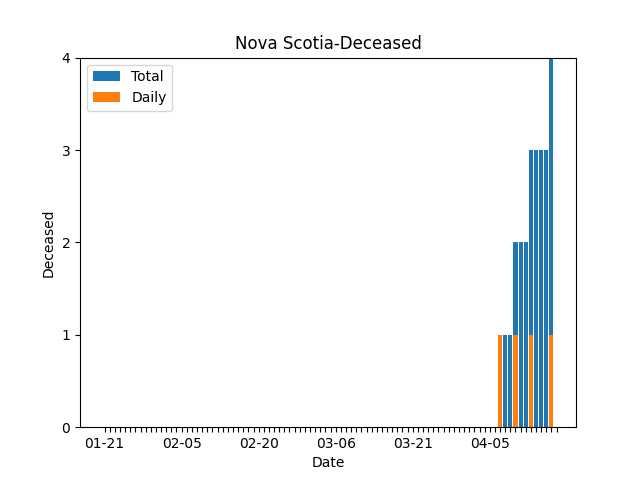 Nova Scotia-Deceased
Total
Daily
4
3
2
1
0
Deceased
01-21 02-05 02-20 03-06 03-21 04-05
Date